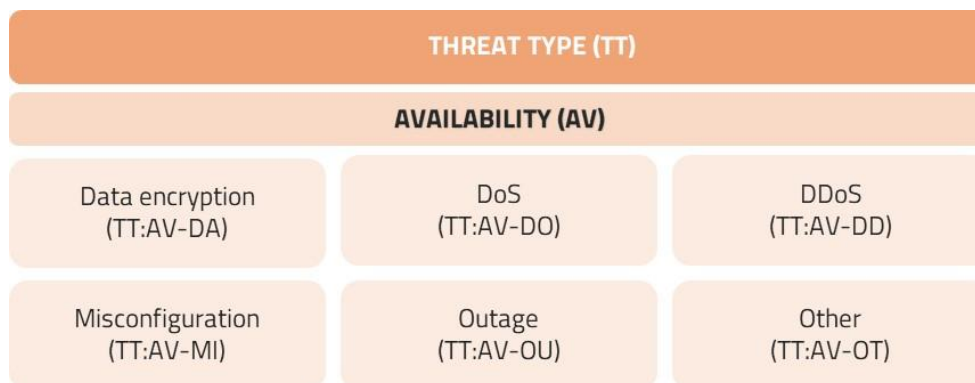 THREAT TYPE (TT)
AVAILABILITY (AV)
Data encryption
(TT:AV-DA)
DoS
(TT:AV-DO)
DDoS
(TT:AV-DD)
Misconfiguration
(TT:AV-MI)
Outage
(TT:AV-OU)
Other
(TT:AV-OT)